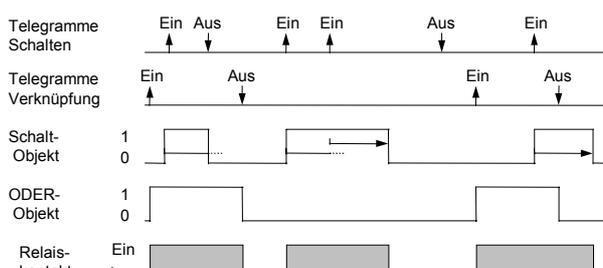 Telegramme Schalten
Ein Aus Ein Ein Aus Ein
Telegramme Verknüpfung
Ein Aus Ein Aus
Schalt-
Objekt
1
0
ODER-
Objekt
1
0
Relais-
Ein